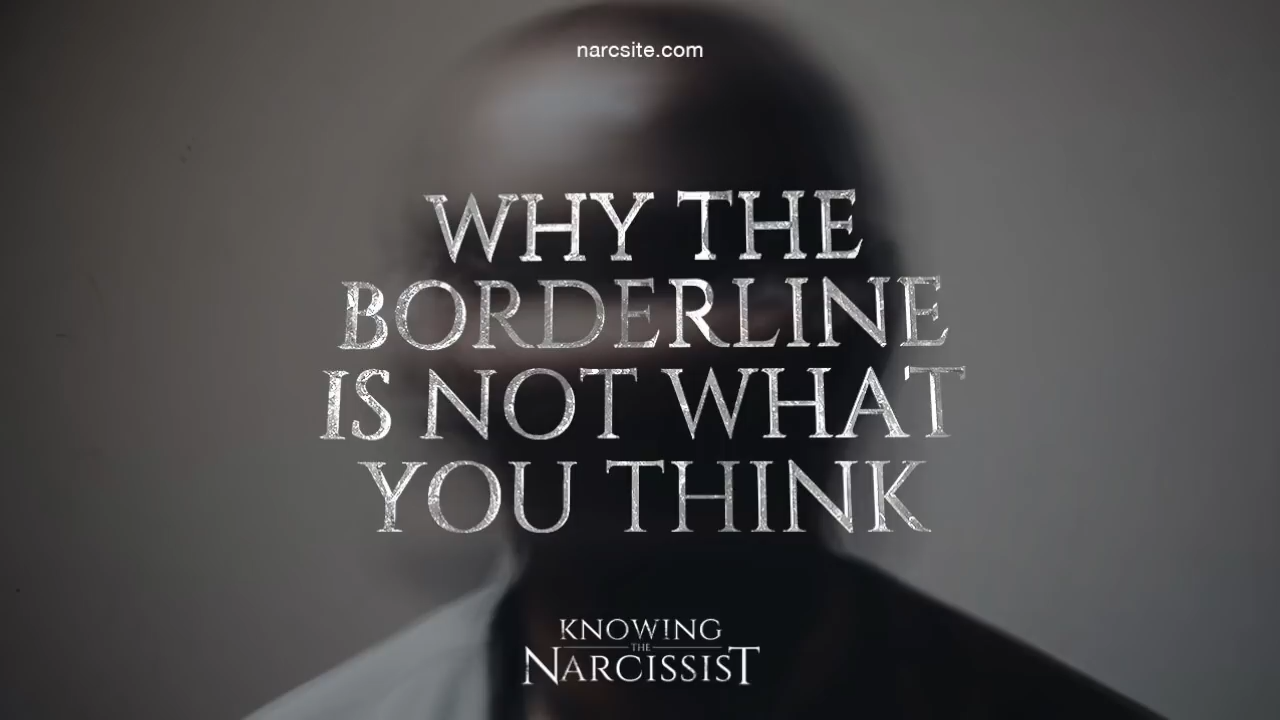 narcsite.com
WHY THE
BORDERLINE
IS NOT WHAT
YOU THINK
KNOWING
THE
NARCISSIST